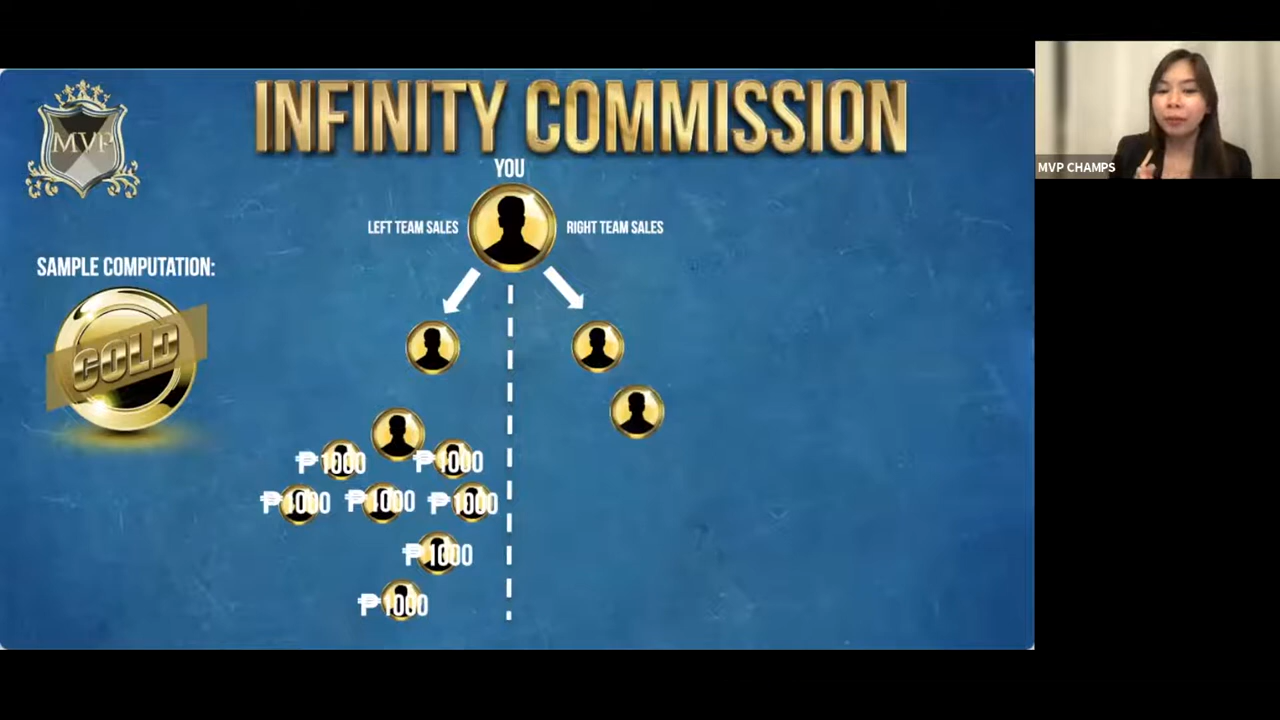 INFINITY COMMISSION
MVP
YOU
LEFT TEAM SALES
RIGHT TEAM SALES
SAMPLE COMPUTATION:
GOLD
₱1000
₱1000
₱1000
₱1000
₱1000
₱1000
₱1000
MVP CHAMPS